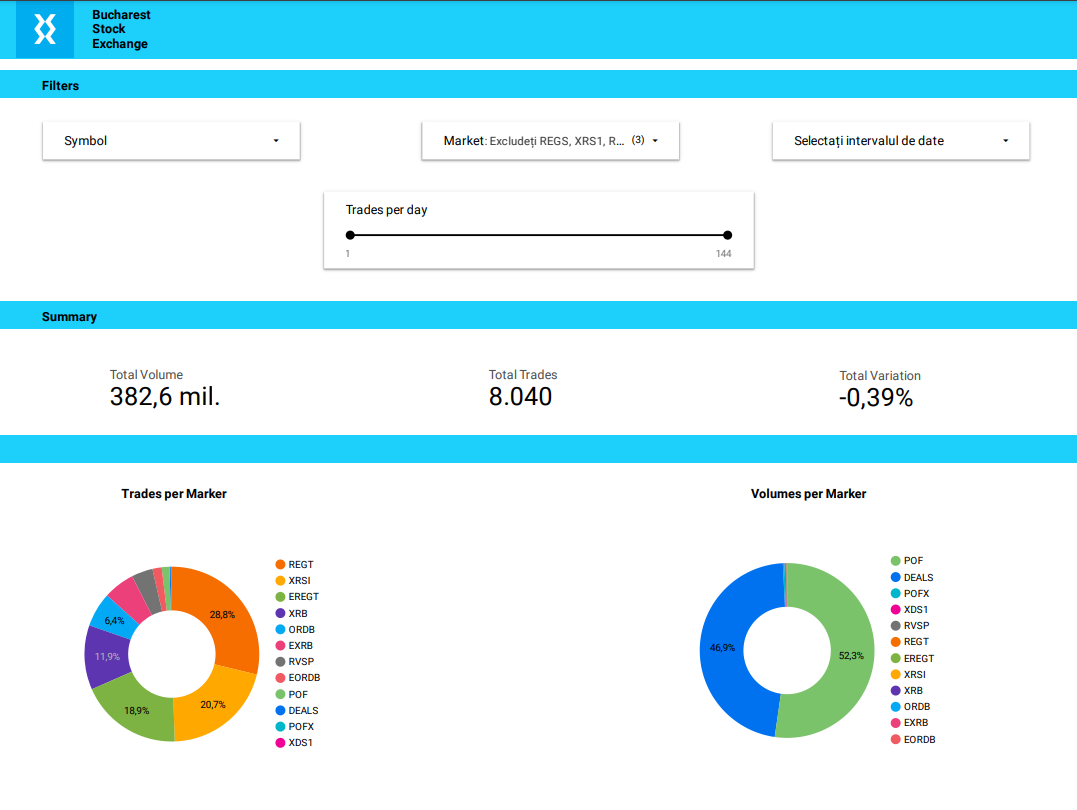 Bucharest
Stock
Exchange
Filters
Symbol
Market: Excludeți REGS, XRS1, R... (3)
Selectați intervalul de date
Trades per day
1
144
Summary
Total Volume
382,6 mil.
Total Trades
8.040
Total Variation
-0,39%
Trades per Marker
28,8%
20,7%
18,9%
11,9%
6,4%
REGT
XRSI
EREGT
XRB
ORDB
EXRB
RVSP
EORDB
POF
DEALS
POFX
XDS1
Volumes per Marker
46,9%
52,3%
POF
DEALS
POFX
XDS1
RVSP
REGT
EREGT
XRSI
XRB
ORDB
EXRB
EORDB